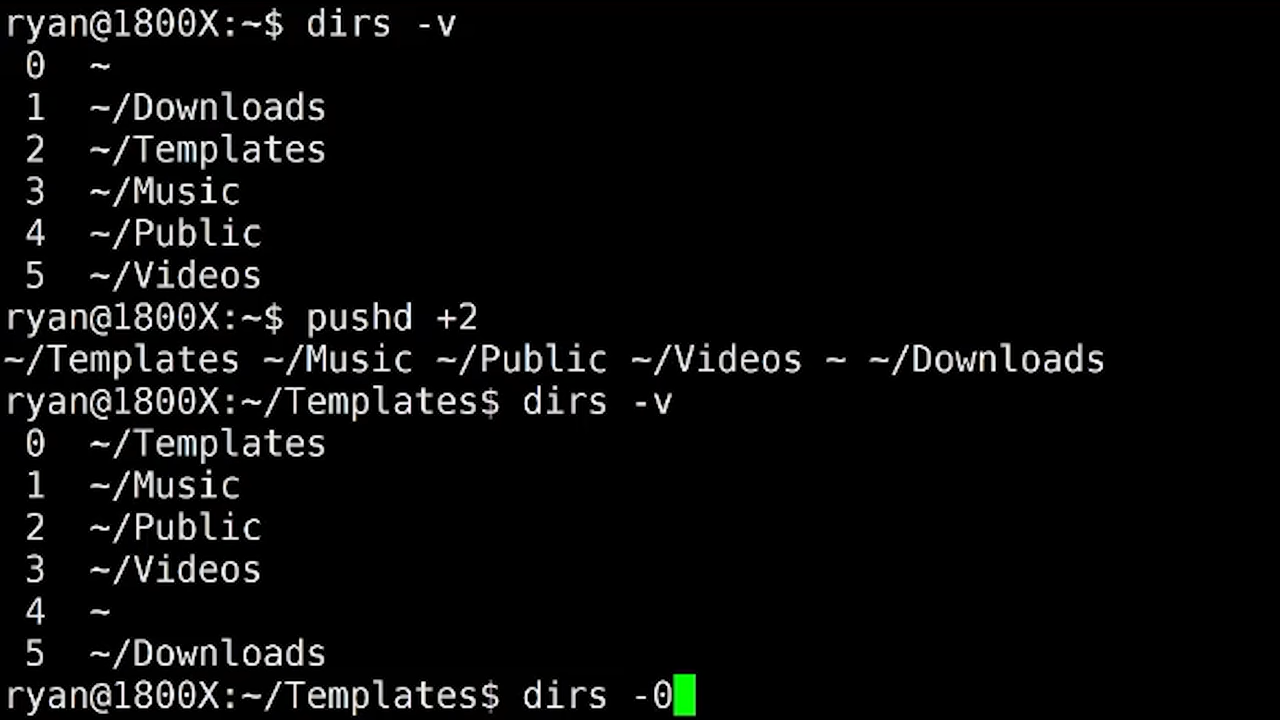 ryan@1800X:~$ dirs -v
0  ~
1  ~/Downloads
2  ~/Templates
3  ~/Music
4  ~/Public
5  ~/Videos
ryan@1800X:~$ pushd +2
~/Templates ~/Music ~/Public ~/Videos ~ ~/Downloads
ryan@1800X:~/Templates$ dirs -v
0  ~/Templates
1  ~/Music
2  ~/Public
3  ~/Videos
4  ~
5  ~/Downloads
ryan@1800X:~/Templates$ dirs -0